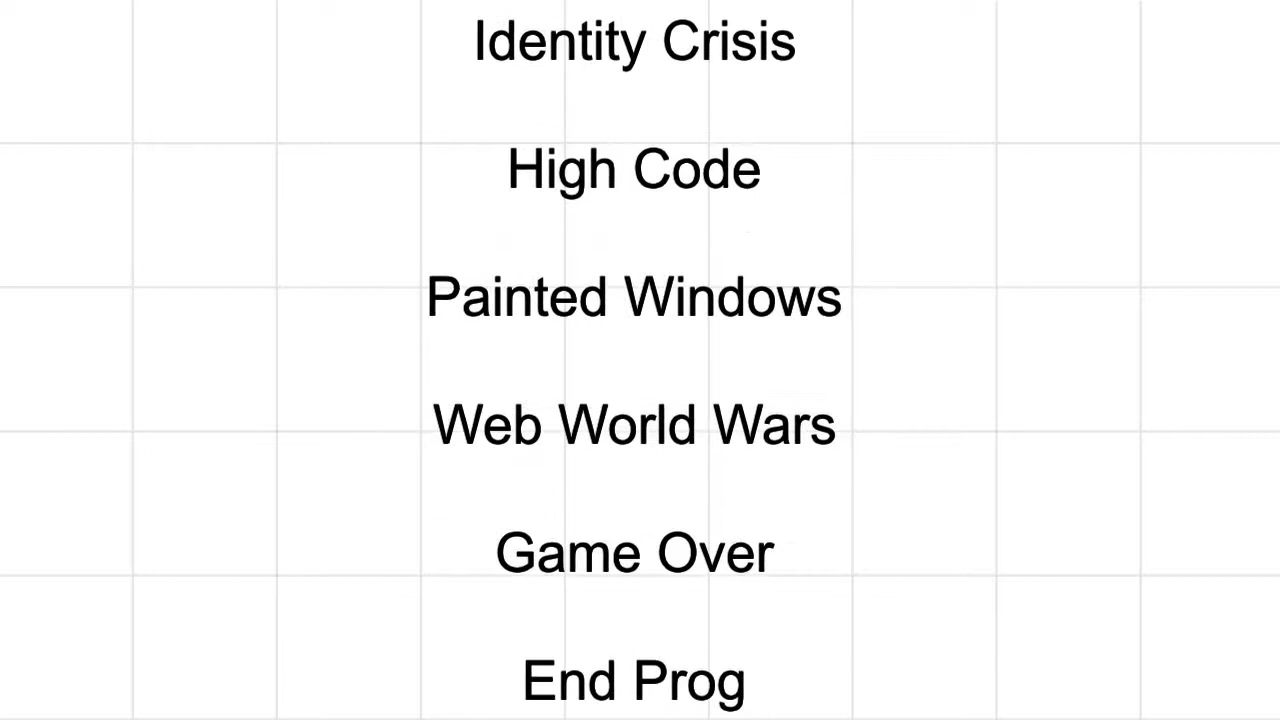 Identity Crisis
High Code
Painted Windows
Web World Wars
Game Over
End Prog